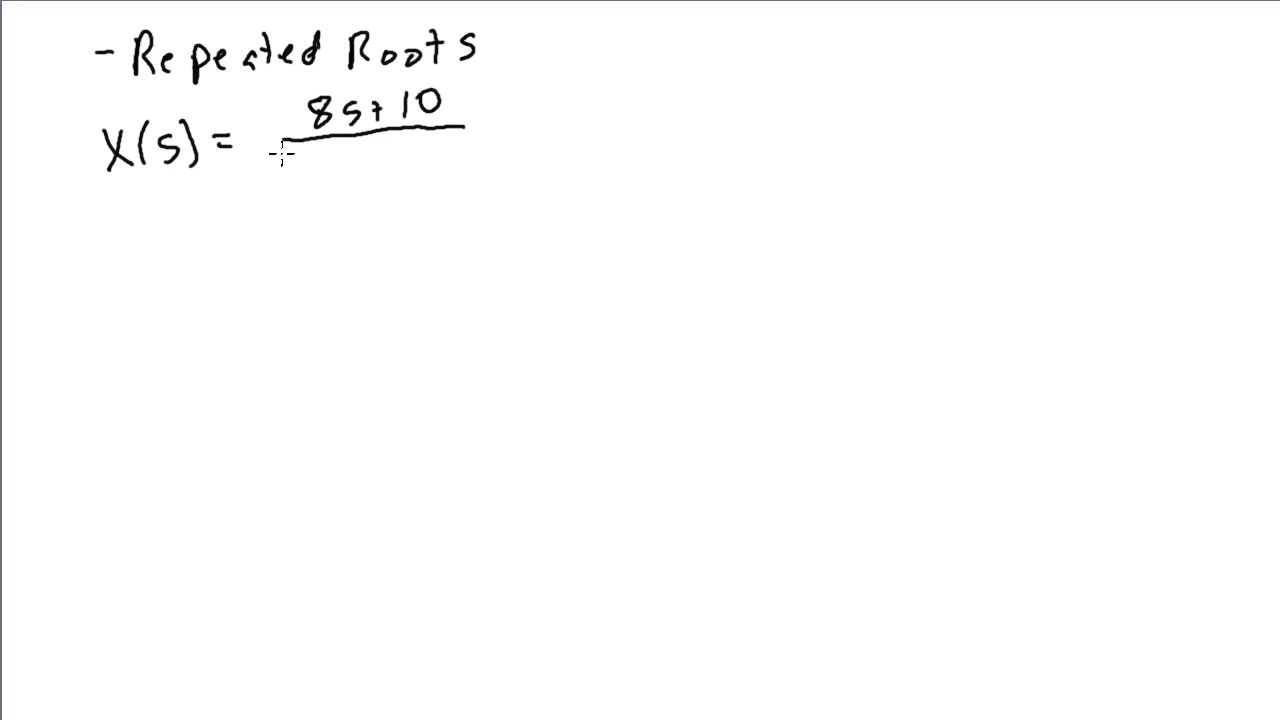 - Repeated Roots
8s+10
X(s) =